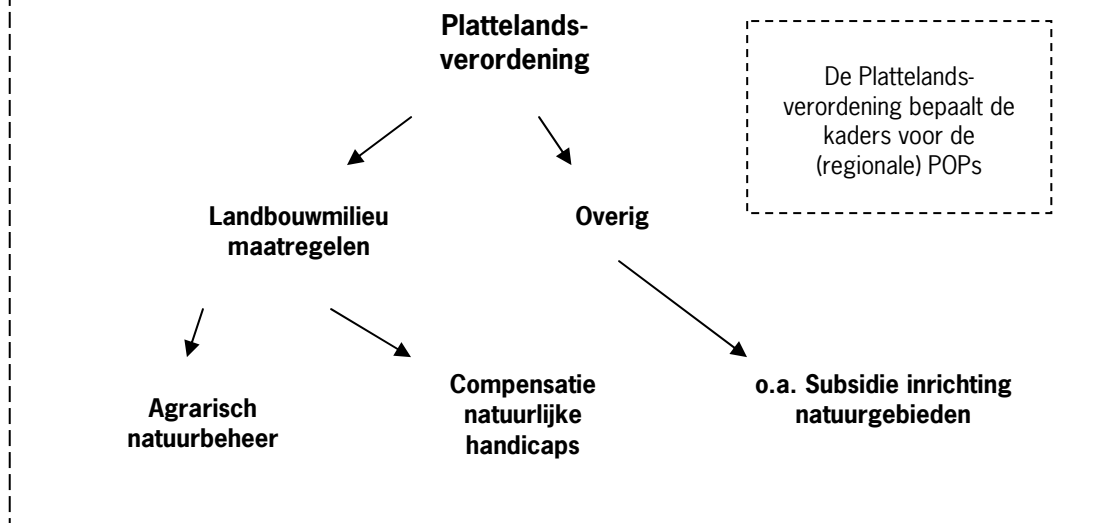 Plattelands-
verordening
De Plattelands-
verordening bepaalt de
kaders voor de
(regionale) POPs
Landbouwmilieu
maatregelen
Overig
Agrarisch
natuurbeheer
Compensatie
natuurlijke
handicaps
o.a. Subsidie inrichting
natuurgebieden